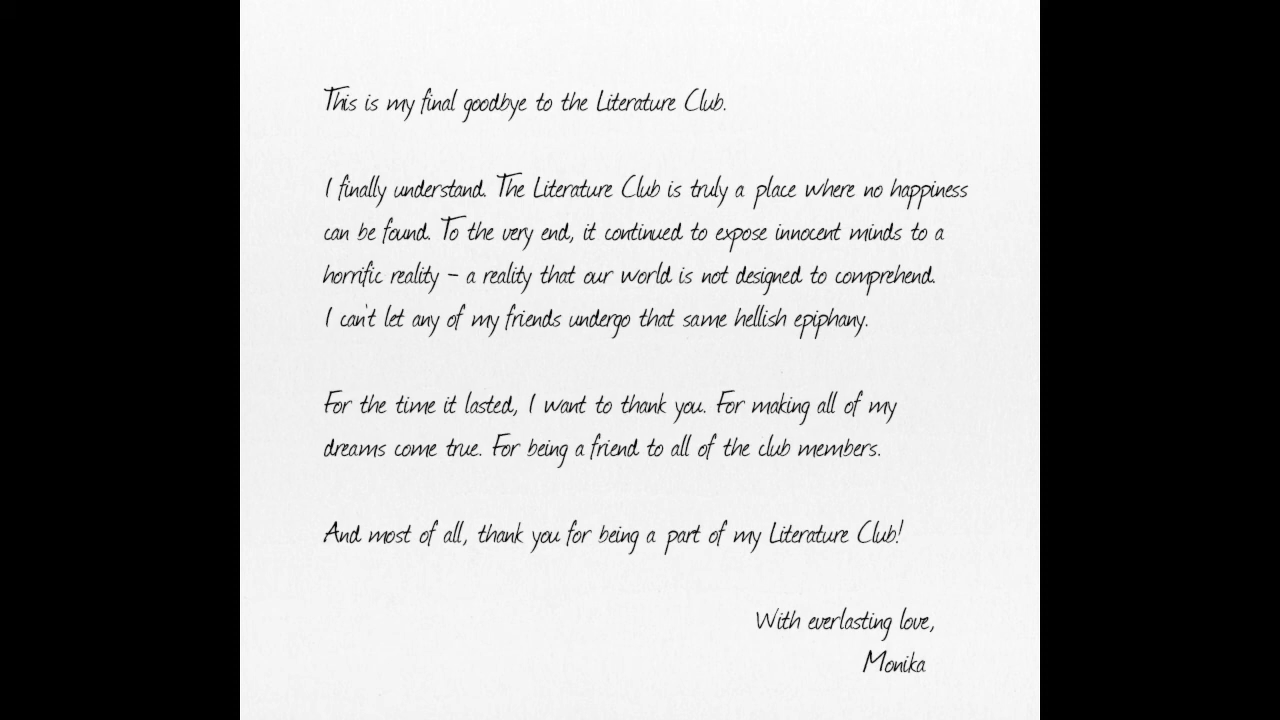 This is my final goodbye to the Literature Club.
I finally understand. The Literature Club is truly a place where no happiness
can be found. To the very end, it continued to expose innocent minds to a
horrific reality - a reality that our world is not designed to comprehend.
I can't let any of my friends undergo that same hellish epiphany.
For the time it lasted, I want to thank you. For making all of my
dreams come true. For being a friend to all of the club members.
And most of all, thank you for being a part of my Literature Club!
With everlasting love,
Monika